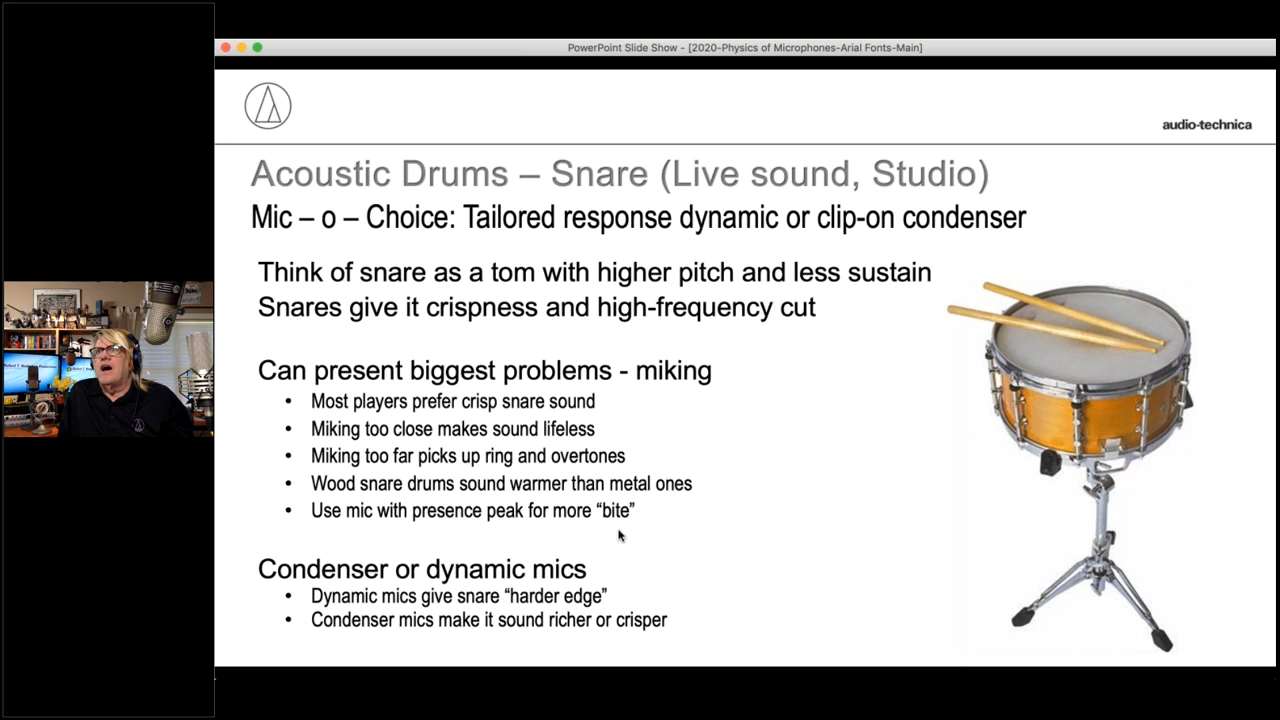 PowerPoint Slide Show - [2020-Physics of Microphones-Arial Fonts-Main]
audio-technica
Acoustic Drums – Snare (Live sound, Studio)
Mic – o – Choice: Tailored response dynamic or clip-on condenser
Think of snare as a tom with higher pitch and less sustain
Snares give it crispness and high-frequency cut
Can present biggest problems - miking
• Most players prefer crisp snare sound
• Miking too close makes sound lifeless
• Miking too far picks up ring and overtones
• Wood snare drums sound warmer than metal ones
• Use mic with presence peak for more “bite”
Condenser or dynamic mics
• Dynamic mics give snare “harder edge”
• Condenser mics make it sound richer or crisper